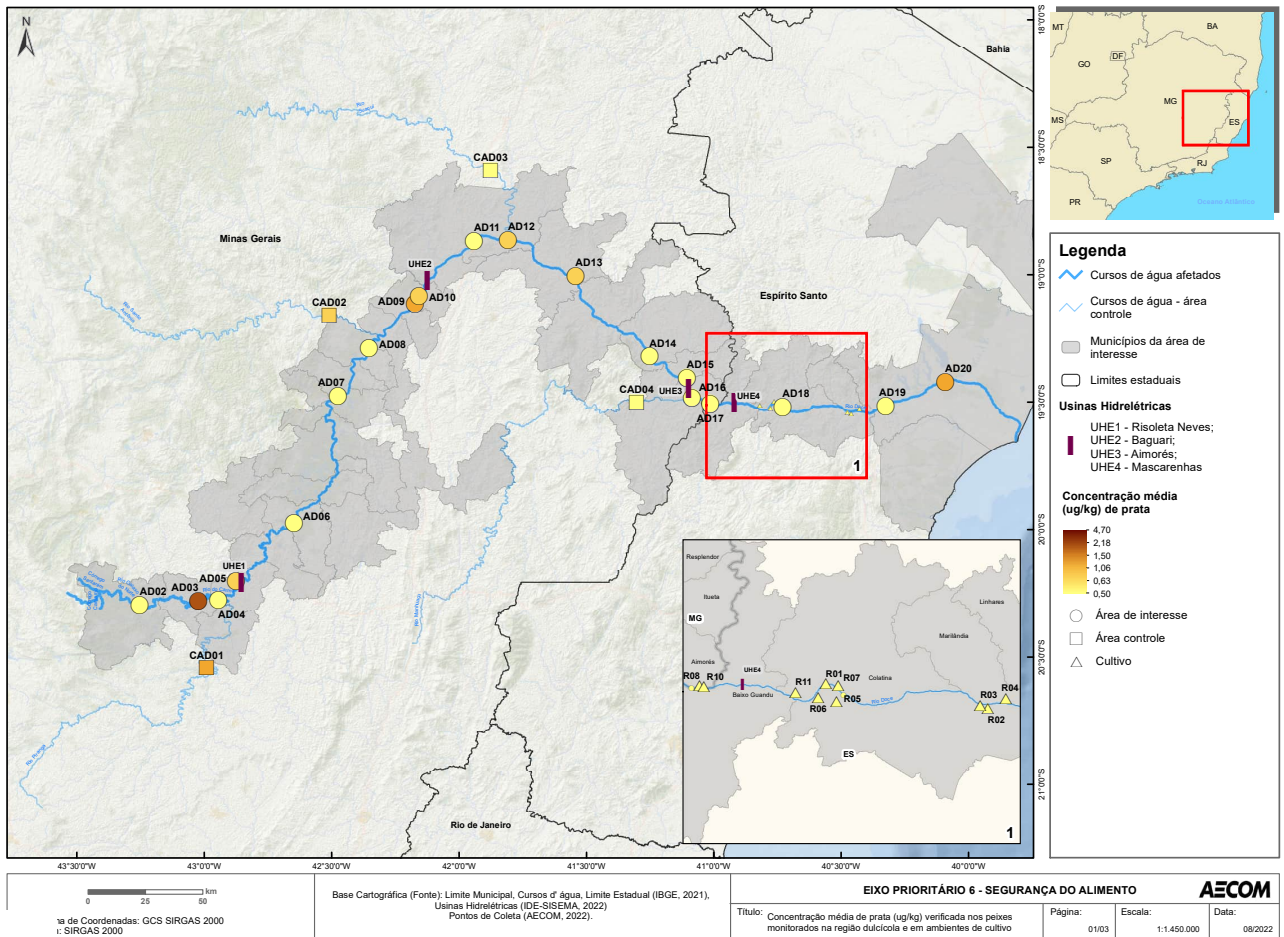 N
Bahia
Minas Gerais
Espírito Santo
Rio de Janeiro
CAD03
AD11
AD12
UHE2
AD13
AD09
AD10
CAD02
AD08
AD14
AD15
CAD04
UHE3
AD16
UHE4
AD17
AD18
AD19
AD20
AD07
AD06
UHE1
AD05
AD03
AD02
AD04
CAD01
Rio Piranga
Rio Manhuaçu
Rio Doce
1
43°30'0"W
43°0'0"W
42°30'0"W
42°0'0"W
41°30'0"W
41°0'0"W
40°30'0"W
40°0'0"W
18°0'0"S
18°30'0"S
19°0'0"S
19°30'0"S
20°0'0"S
20°30'0"S
21°0'0"S
Resplendor
Itueta
MG
Aimorés
R08
R10
UHE4
Baixo Guandu
R11
R01
R07
R06
R05
Colatina
Rio Doce
Marilândia
Linhares
R03
R04
R02
ES
1
MT
BA
DF
GO
MG
ES
MS
SP
RJ
PR
Oceano Atlântico
Legenda
Cursos de água afetados
Cursos de água - área
controle
Municípios da área de
interesse
Limites estaduais
Usinas Hidrelétricas
UHE1 - Risoleta Neves;
UHE2 - Baguari;
UHE3 - Aimorés;
UHE4 - Mascarenhas
Concentração média
(ug/kg) de prata
4,70
2,18
1,50
1,06
0,63
0,50
Área de interesse
Área controle
Cultivo
km
0 25 50
na de Coordenadas: GCS SIRGAS 2000
: SIRGAS 2000
Base Cartográfica (Fonte): Limite Municipal, Cursos d' água, Limite Estadual (IBGE, 2021),
Usinas Hidrelétricas (IDE-SISEMA, 2022)
Pontos de Coleta (AECOM, 2022).
EIXO PRIORITÁRIO 6 - SEGURANÇA DO ALIMENTO
AECOM
Título: Concentração média de prata (ug/kg) verificada nos peixes
monitorados na região dulcícola e em ambientes de cultivo
Página:
01/03
Escala:
1:1.450.000
Data:
08/2022